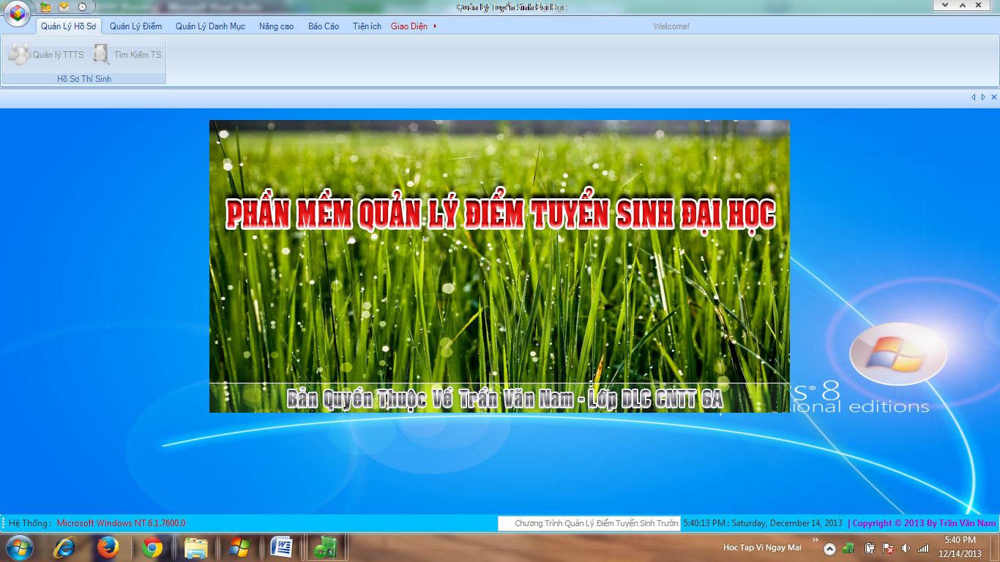 Quản Lý Tuyển Sinh Đại Học
Quản Lý Hồ Sơ Quản Lý Điểm Quản Lý Danh Mục Nâng cao Báo Cáo Tiện ích Giao Diện Welcome!
Quản lý TTTS Tìm Kiếm TS
Hồ Sơ Thí Sinh
PHẦN MỀM QUẢN LÝ ĐIỂM TUYỂN SINH ĐẠI HỌC
Bản Quyền Thuộc Về Trần Văn Nam - Lớp DLC CNTT 6A
s® 8
ional editions
Hệ Thống : Microsoft Windows NT 6.1.7600.0 Chương Trình Quản Lý Điểm Tuyển Sinh Trườn 5:40:13 PM : Saturday, December 14, 2013 | Copyright © 2013 By Trần Văn Nam
Hoc Tap Vi Ngay Mai » 5:40 PM
12/14/2013